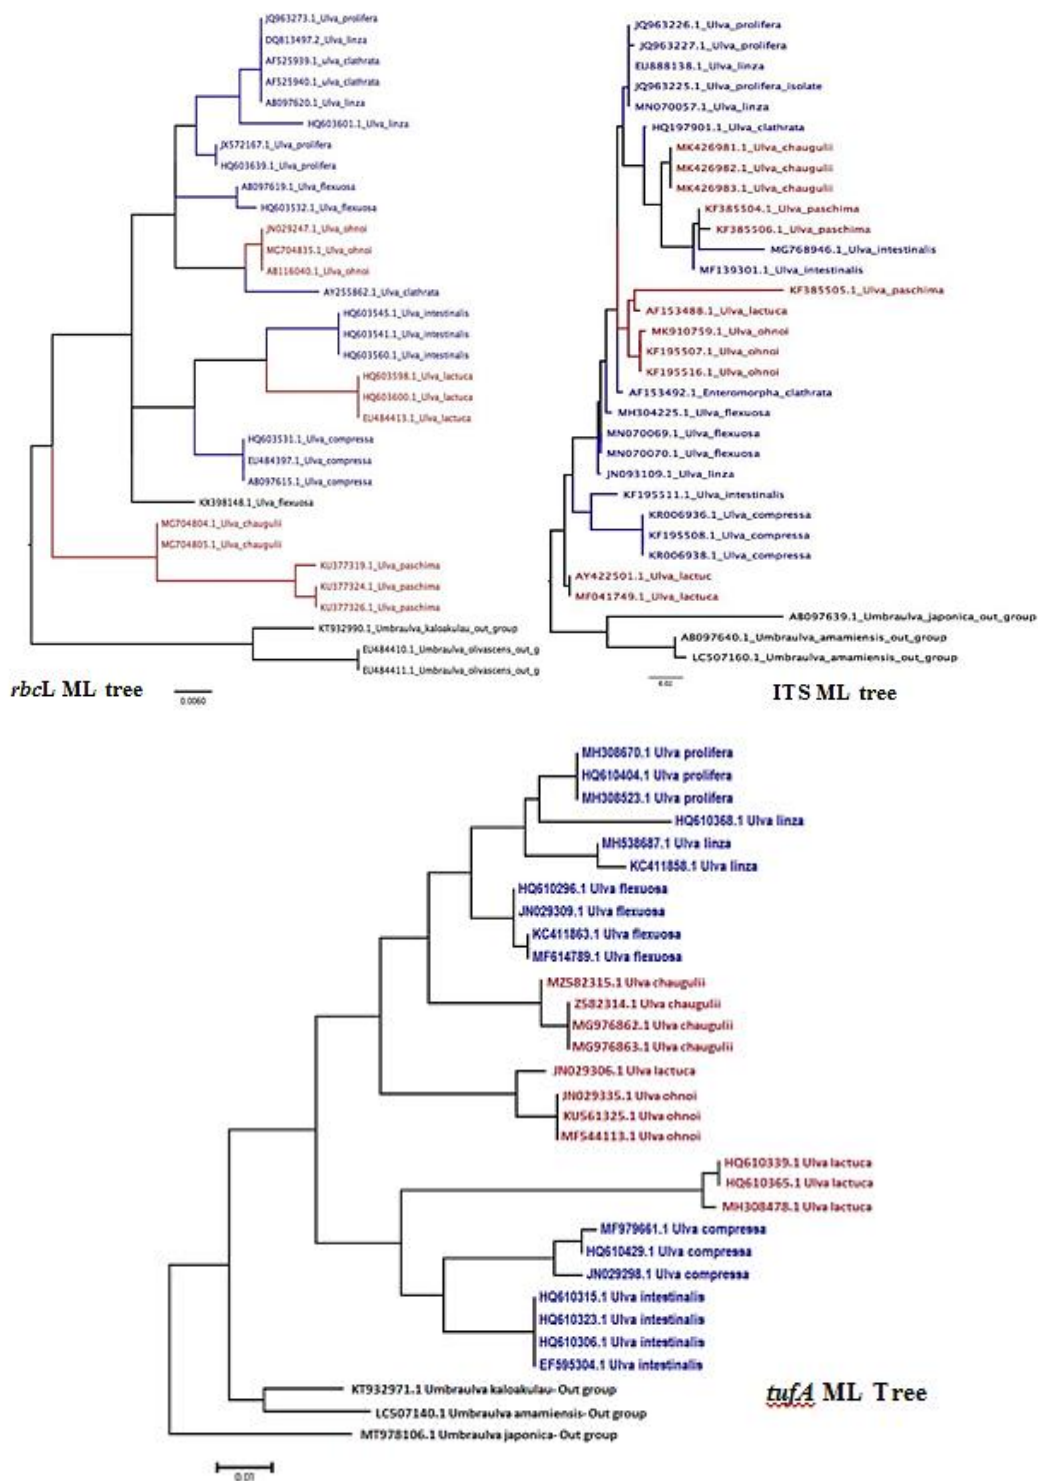 JQ963273.1_Ulva_prolifera
DQ813497.2_Ulva_linza
AF525939.1_ulva_clathrata
AF525940.1_ulva_clathrata
AB097620.1_Ulva_linza
HQ603601.1_Ulva_linza
JX572167.1_Ulva_prolifera
HQ603639.1_Ulva_prolifera
AB097619.1_Ulva_flexuosa
HQ603532.1_Ulva_flexuosa
JN029247.1_Ulva_ohnoi
MG704835.1_Ulva_ohnoi
AB116040.1_Ulva_ohnoi
AY255862.1_Ulva_clathrata
HQ603545.1_Ulva_intestinalis
HQ603541.1_Ulva_intestinalis
HQ603560.1_Ulva_intestinalis
HQ603598.1_Ulva_lactuca
HQ603600.1_Ulva_lactuca
EU484413.1_Ulva_lactuca
HQ603531.1_Ulva_compressa
EU484397.1_Ulva_compressa
AB097615.1_Ulva_compressa
KX398148.1_Ulva_flexuosa
MG704804.1_Ulva_chaugulii
MG704805.1_Ulva_chaugulii
KU377319.1_Ulva_paschima
KU377324.1_Ulva_paschima
KU377326.1_Ulva_paschima
KT932990.1_Umbraulva_kaloakulau_out_group
EU484410.1_Umbraulva_olivascens_out_g
EU484411.1_Umbraulva_olivascens_out_g
rbcL ML tree
0.0060
JQ963226.1_Ulva_prolifera
JQ963227.1_Ulva_prolifera
EU888138.1_Ulva_linza
JQ963225.1_Ulva_prolifera_isolate
MN070057.1_Ulva_linza
HQ197901.1_Ulva_clathrata
MK426981.1_Ulva_chaugulii
MK426982.1_Ulva_chaugulii
MK426983.1_Ulva_chaugulii
KF385504.1_Ulva_paschima
KF385506.1_Ulva_paschima
MG768946.1_Ulva_intestinalis
MF139301.1_Ulva_intestinalis
KF385505.1_Ulva_paschima
AF153488.1_Ulva_lactuca
MK910759.1_Ulva_ohnoi
KF195507.1_Ulva_ohnoi
KF195516.1_Ulva_ohnoi
AF153492.1_Enteromorpha_clathrata
MH304225.1_Ulva_flexuosa
MN070069.1_Ulva_flexuosa
MN070070.1_Ulva_flexuosa
JN093109.1_Ulva_linza
KF195511.1_Ulva_intestinalis
KR006936.1_Ulva_compressa
KF195508.1_Ulva_compressa
KR006938.1_Ulva_compressa
AY422501.1_Ulva_lactuc
MF041749.1_Ulva_lactuca
AB097639.1_Umbraulva_japonica_out_group
AB097640.1_Umbraulva_amamiensis_out_group
LC507160.1_Umbraulva_amamiensis_out_group
0.02
ITS ML tree
MH308670.1 Ulva prolifera
HQ610404.1 Ulva prolifera
MH308523.1 Ulva prolifera
HQ610368.1 Ulva linza
MH538687.1 Ulva linza
KC411858.1 Ulva linza
HQ610296.1 Ulva flexuosa
JN029309.1 Ulva flexuosa
KC411863.1 Ulva flexuosa
MF614789.1 Ulva flexuosa
MZ582315.1 Ulva chaugulii
Z582314.1 Ulva chaugulii
MG976862.1 Ulva chaugulii
MG976863.1 Ulva chaugulii
JN029306.1 Ulva lactuca
JN029335.1 Ulva ohnoi
KU561325.1 Ulva ohnoi
MF544113.1 Ulva ohnoi
HQ610339.1 Ulva lactuca
HQ610365.1 Ulva lactuca
MH308478.1 Ulva lactuca
MF979661.1 Ulva compressa
HQ610429.1 Ulva compressa
JN029298.1 Ulva compressa
HQ610315.1 Ulva intestinalis
HQ610323.1 Ulva intestinalis
HQ610306.1 Ulva intestinalis
EF595304.1 Ulva intestinalis
KT932971.1 Umbraulva kaloakulau- Out group
LC507140.1 Umbraulva amamiensis- Out group
MT978106.1 Umbraulva japonica- Out group
tufA ML Tree
0.01